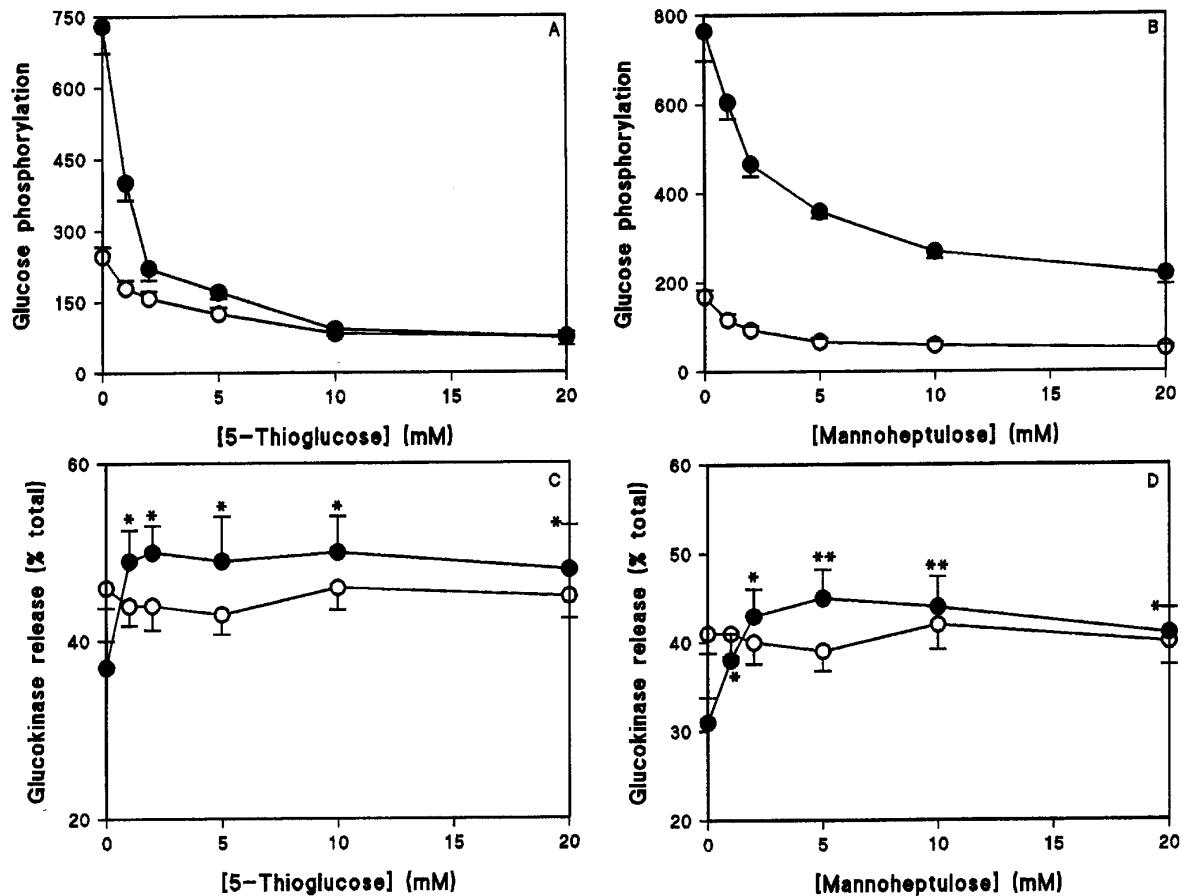 Glucose phosphorylation
750
600
450
300
150
0
A
0
5
10
15
20
[5-Thioglucose] (mM)
Glucose phosphorylation
800
600
400
200
0
B
0
5
10
15
20
[Mannoheptulose] (mM)
Glucokinase release (% total)
60
40
20
C
* * * * *
0
5
10
15
20
[5-Thioglucose] (mM)
Glucokinase release (% total)
60
50
40
30
20
D
* * ** ** *
0
5
10
15
20
[Mannoheptulose] (mM)